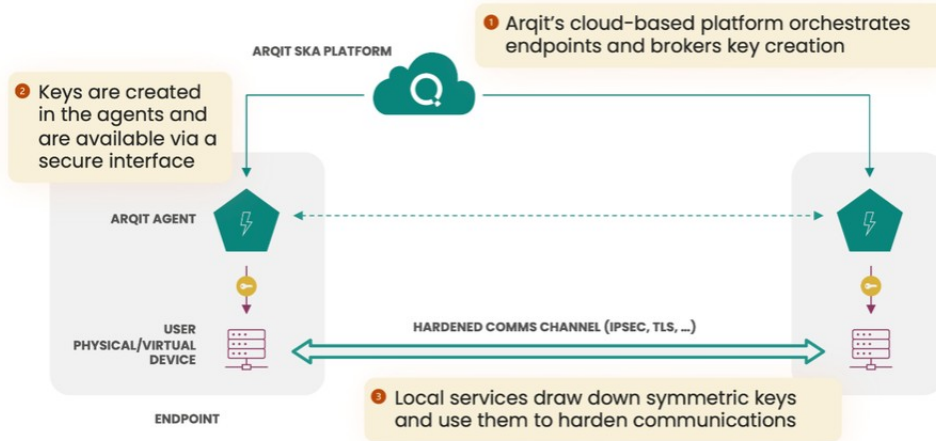 1 Arqit's cloud-based platform orchestrates
endpoints and brokers key creation
ARQIT SKA PLATFORM
2 Keys are created
in the agents and
are available via a
secure interface
ARQIT AGENT
USER
PHYSICAL/VIRTUAL
DEVICE
HARDENED COMMS CHANNEL (IPSEC, TLS, ...)
3 Local services draw down symmetric keys
and use them to harden communications
ENDPOINT